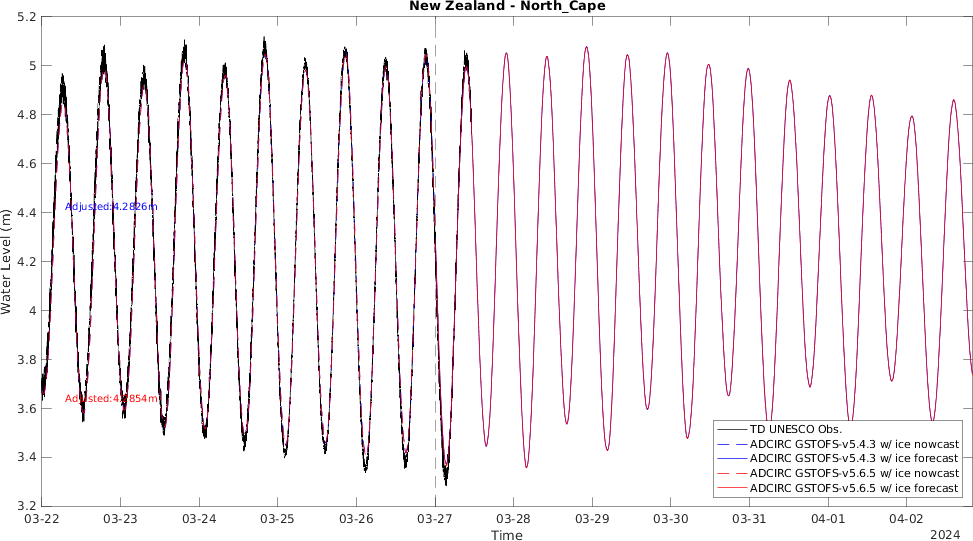 New Zealand - North_Cape
5.2
5
4.8
4.6
4.4
4.2
4
3.8
3.6
3.4
3.2
Water Level (m)
Adjusted:4.2826m
TD UNESCO Obs.
ADCIRC GSTOFS-v5.4.3 w/ ice nowcast
ADCIRC GSTOFS-v5.4.3 w/ ice forecast
ADCIRC GSTOFS-v5.6.5 w/ ice nowcast
ADCIRC GSTOFS-v5.6.5 w/ ice forecast
03-22 03-23 03-24 03-25 03-26 03-27 03-28 03-29 03-30 03-31 04-01 04-02
Time
2024